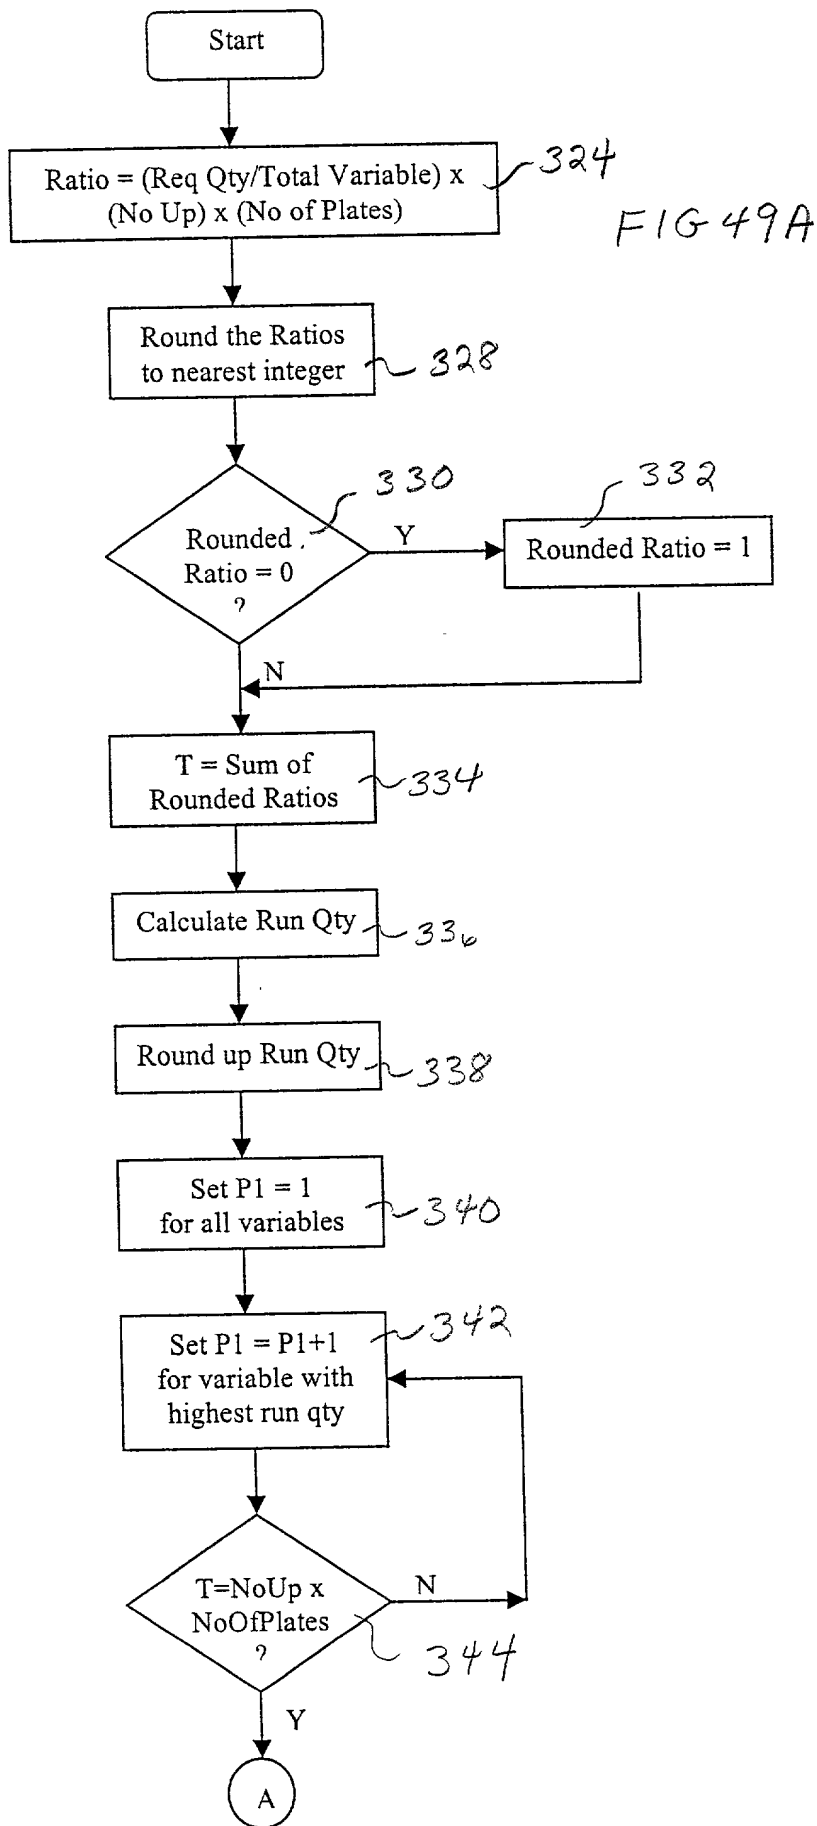 Start
Ratio = (Req Qty/Total Variable) x
(No Up) x (No of Plates)
324
FIG 49A
Round the Ratios
to nearest integer
328
330
332
Rounded
Ratio = 0
?
Y
Rounded Ratio = 1
N
T = Sum of
Rounded Ratios
334
Calculate Run Qty
336
Round up Run Qty
338
Set P1 = 1
for all variables
340
342
Set P1 = P1+1
for variable with
highest run qty
T=NoUp x
NoOfPlates
?
N
344
Y
A